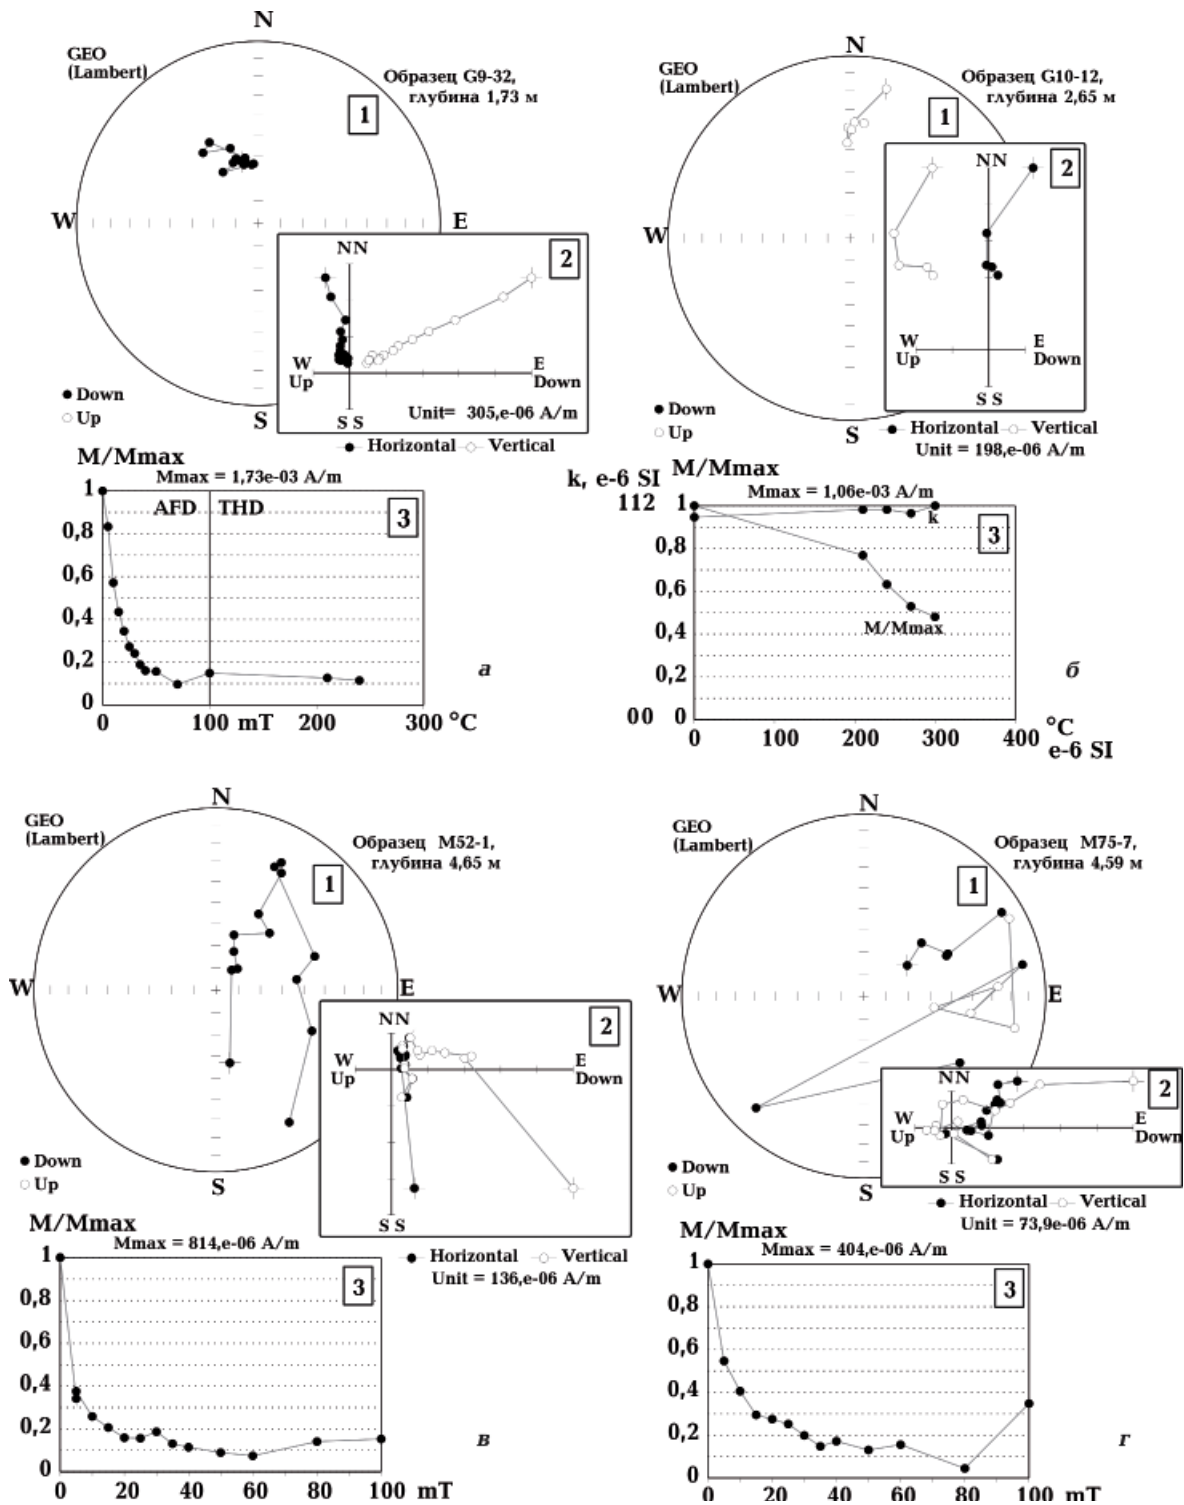 N
GEO
(Lambert)
Образец G9-32,
глубина 1,73 м
1
W
E
2
NN
W
Up
E
Down
S S
Unit= 305,e-06 A/m
Down
Up
S
Horizontal
Vertical
M/Mmax
Mmax = 1,73e-03 A/m
AFD
THD
3
1
0,8
0,6
0,4
0,2
0
0
100 mT
200
300 °C
а
N
GEO
(Lambert)
Образец G10-12,
глубина 2,65 м
1
W
2
NN
W
Up
E
Down
S S
Down
Up
S
Horizontal
Vertical
Unit = 198,e-06 A/m
k, e-6 SI
M/Mmax
Mmax = 1,06e-03 A/m
112
1
k
3
0,8
0,6
M/Mmax
0,4
0,2
00
0
0
100
200
300
400
°C
e-6 SI
б
N
GEO
(Lambert)
Образец М52-1,
глубина 4,65 м
1
W
E
2
NN
W
Up
E
Down
S S
Down
Up
S
Horizontal
Vertical
Unit = 136,e-06 A/m
M/Mmax
Mmax = 814,e-06 A/m
3
1
0,8
0,6
0,4
0,2
0
0
20
40
60
80
100 mT
в
N
GEO
(Lambert)
Образец М75-7,
глубина 4,59 м
1
W
E
2
NN
W
Up
E
Down
S S
Down
Up
S
Horizontal
Vertical
Unit = 73,9e-06 A/m
M/Mmax
Mmax = 404,e-06 A/m
3
1
0,8
0,6
0,4
0,2
0
0
20
40
60
80
100 mT
г